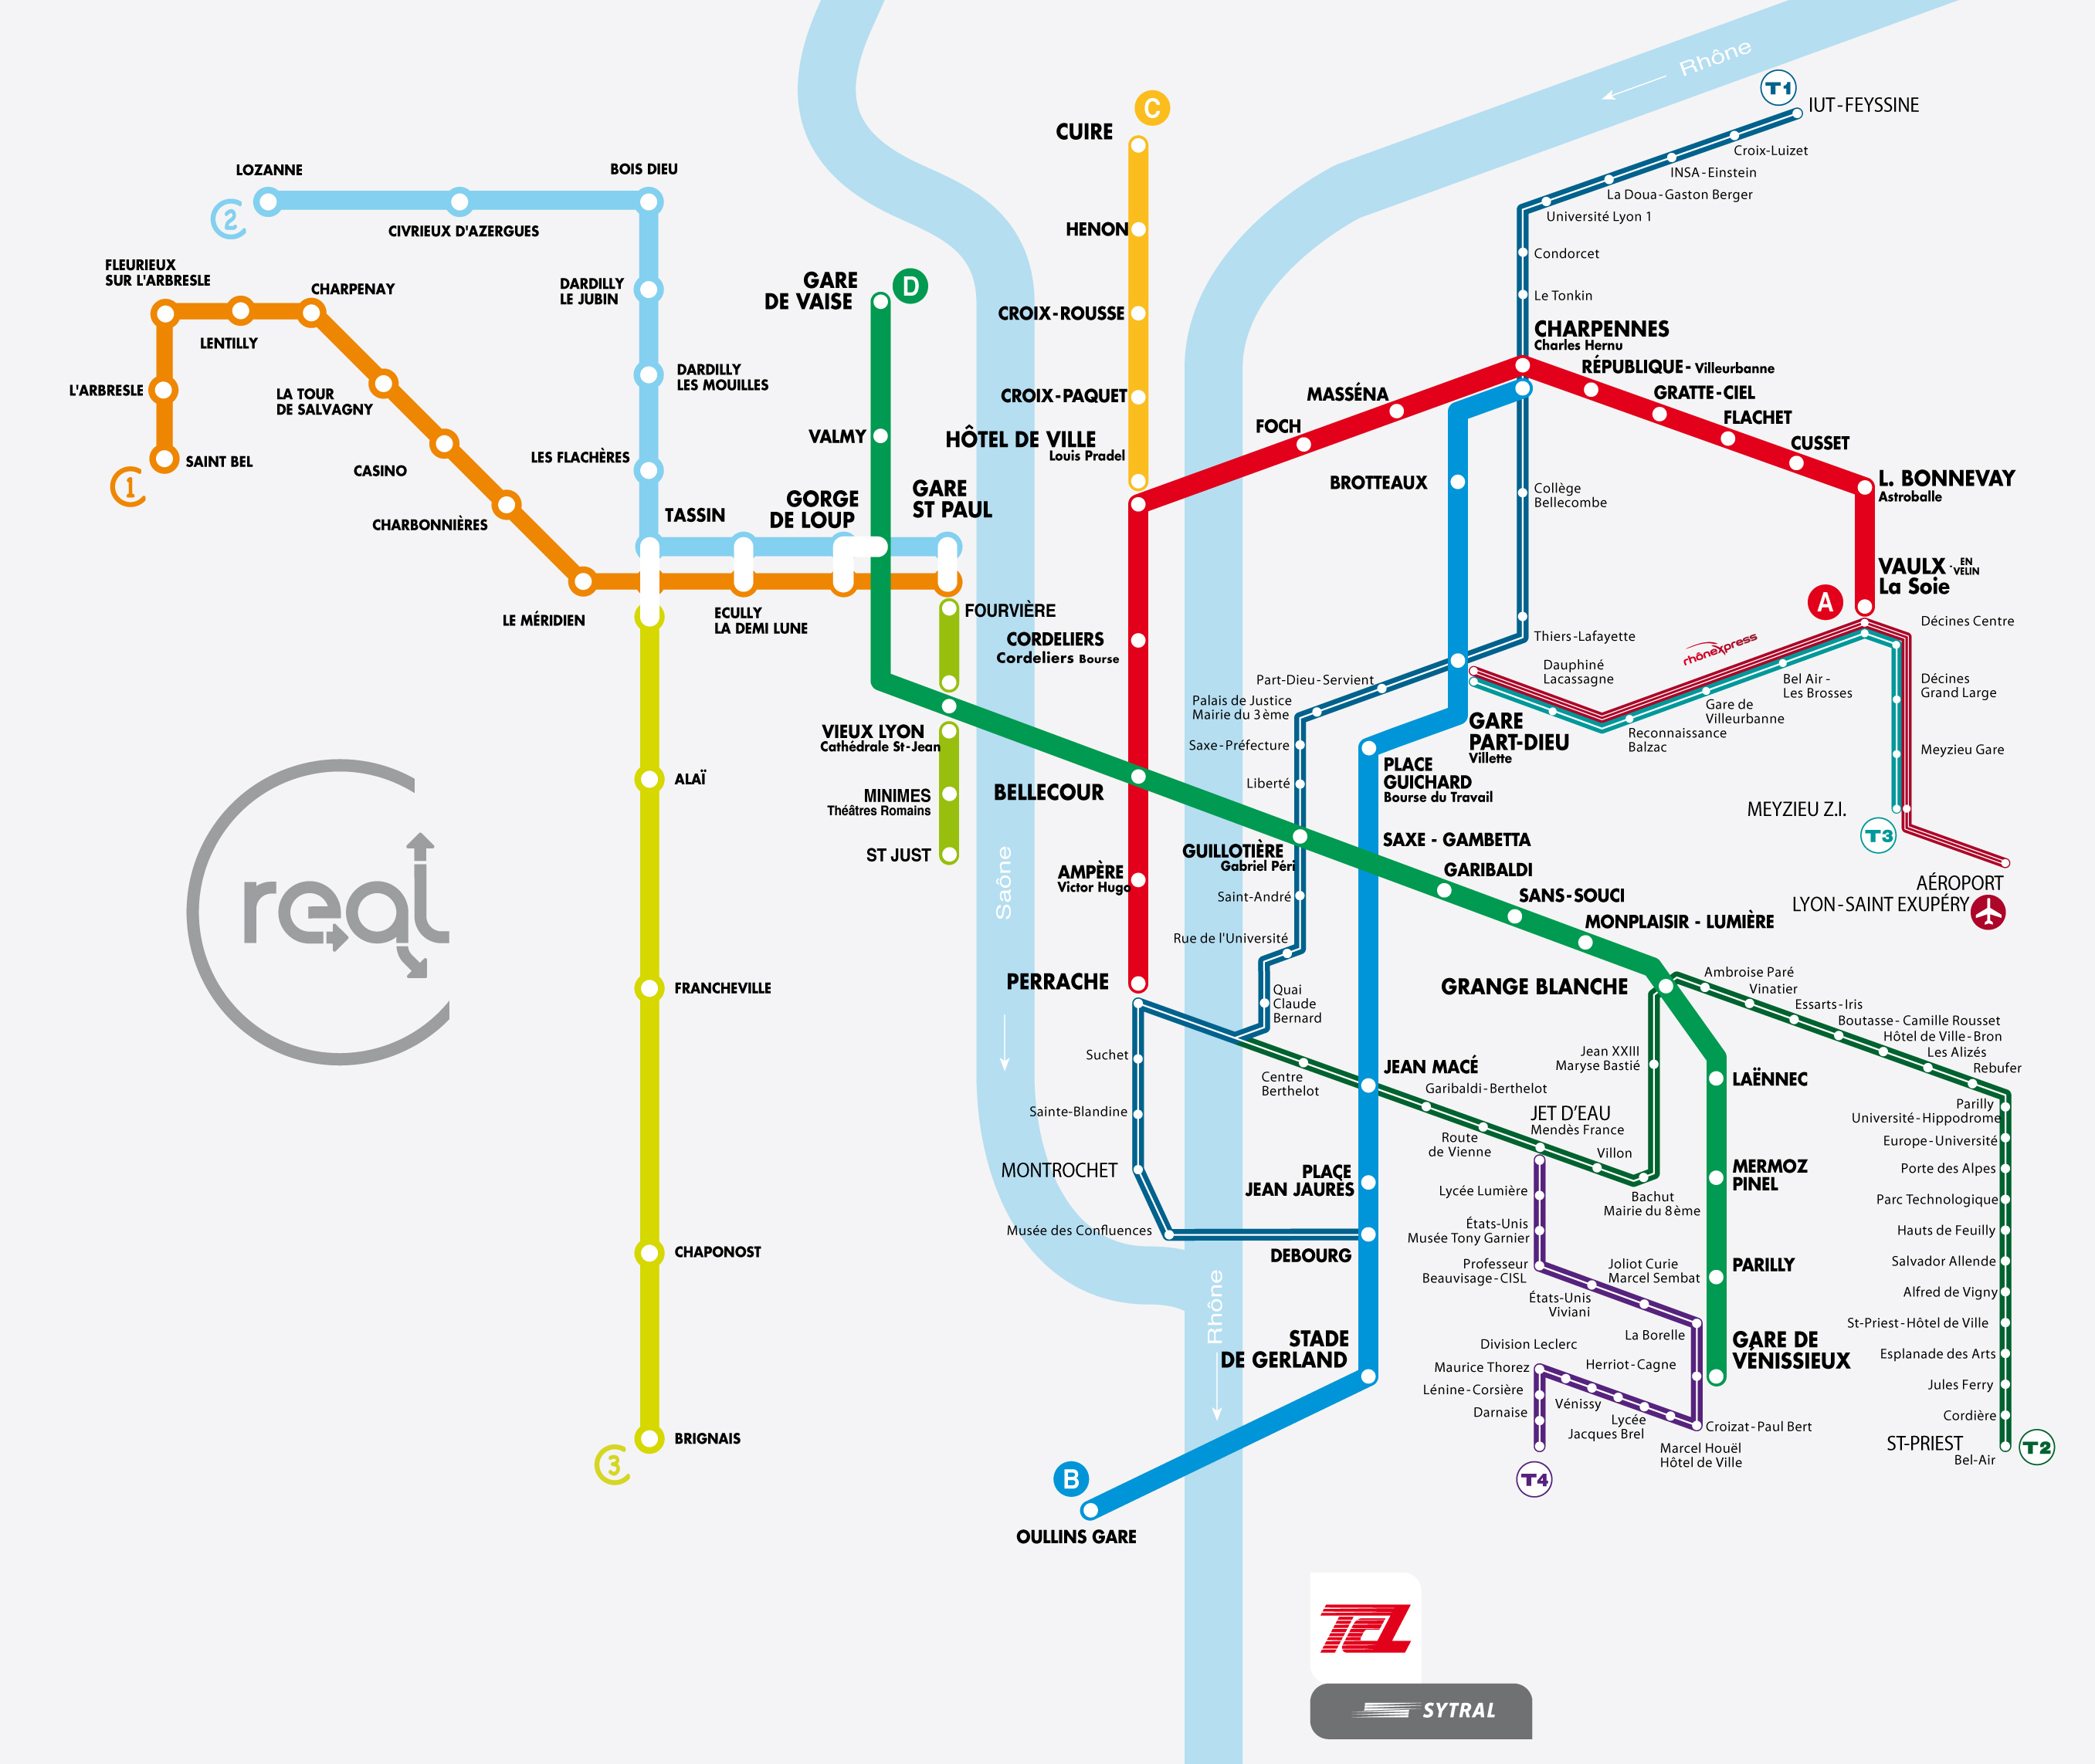 Rhône
T1
IUT-FEYSSINE
Croix-Luizet
INSA-Einstein
La Doua-Gaston Berger
Université Lyon 1
Condorcet
Le Tonkin
C
CUIRE
HENON
CROIX-ROUSSE
CROIX-PAQUET
HÔTEL DE VILLE
Louis Pradel
LOZANNE
BOIS DIEU
2
CIVRIEUX D'AZERGUES
FLEURIEUX
SUR L'ARBRESLE
CHARPENAY
LENTILLY
DARDILLY
LE JUBIN
L'ARBRESLE
LA TOUR
DE SALVAGNY
DARDILLY
LES MOUILLES
SAINT BEL
1
CASINO
LES FLACHÈRES
CHARBONNIÈRES
TASSIN
GARE
DE VAISE
D
VALMY
GORGE
DE LOUP
GARE
ST PAUL
LE MÉRIDIEN
ECULLY
LA DEMI LUNE
FOURVIÈRE
CHARPENNES
Charles Hernu
RÉPUBLIQUE - Villeurbanne
GRATTE-CIEL
FLACHET
CUSSET
MASSÉNA
FOCH
L. BONNEVAY
Astroballe
BROTTEAUX
Collège
Bellecombe
VAULX - EN
VELIN
La Soie
A
CORDELIERS
Cordeliers Bourse
Thiers-Lafayette
rhônexpress
Décines Centre
Dauphiné
Lacassagne
Part-Dieu-Servient
Palais de Justice
Mairie du 3ème
Bel Air -
Les Brosses
Décines
Grand Large
Gare de
Villeurbanne
Reconnaissance
Balzac
GARE
PART-DIEU
Villette
VIEUX LYON
Cathédrale St-Jean
Saxe-Préfecture
Meyzieu Gare
PLACE
GUICHARD
Bourse du Travail
Liberté
ALAÏ
BELLECOUR
MINIMES
Théâtres Romains
MEYZIEU Z.I.
T3
ST JUST
SAXE - GAMBETTA
GUILLOTIÈRE
Gabriel Péri
GARIBALDI
AMPÈRE
Victor Hugo
AÉROPORT
LYON-SAINT EXUPÉRY
SANS-SOUCI
Saint-André
MONPLAISIR - LUMIÈRE
Saône
real
Rue de l'Université
PERRACHE
FRANCHEVILLE
Quai
Claude
Bernard
GRANGE BLANCHE
Ambroise Paré
Vinatier
Essarts-Iris
Boutasse- Camille Rousset
Hôtel de Ville-Bron
Les Alizés
Rebufer
Suchet
Jean XXIII
Maryse Bastié
JEAN MACÉ
Centre
Berthelot
Garibaldi-Berthelot
LAËNNEC
Sainte-Blandine
JET D'EAU
Mendès France
Parilly
Université-Hippodrome
Route
de Vienne
Villon
Europe-Université
MONTROCHET
PLACE
JEAN JAURÈS
MERMOZ
PINEL
Porte des Alpes
Lycée Lumière
Bachut
Mairie du 8ème
Parc Technologique
Musée des Confluences
États-Unis
Musée Tony Garnier
Hauts de Feuilly
DEBOURG
CHAPONOST
Professeur
Beauvisage-CISL
Joliot Curie
Marcel Sembat
PARILLY
Salvador Allende
États-Unis
Viviani
Alfred de Vigny
Rhône
La Borelle
St-Priest-Hôtel de Ville
STADE
DE GERLAND
Division Leclerc
GARE DE
VÉNISSIEUX
Maurice Thorez
Herriot-Cagne
Esplanade des Arts
Lénine-Corsière
Jules Ferry
Darnaise
Vénissy
Lycée
Jacques Brel
Croizat-Paul Bert
Cordière
BRIGNAIS
3
Marcel Houël
Hôtel de Ville
ST-PRIEST
Bel-Air
T2
B
T4
OULLINS GARE
TCL
SYTRAL